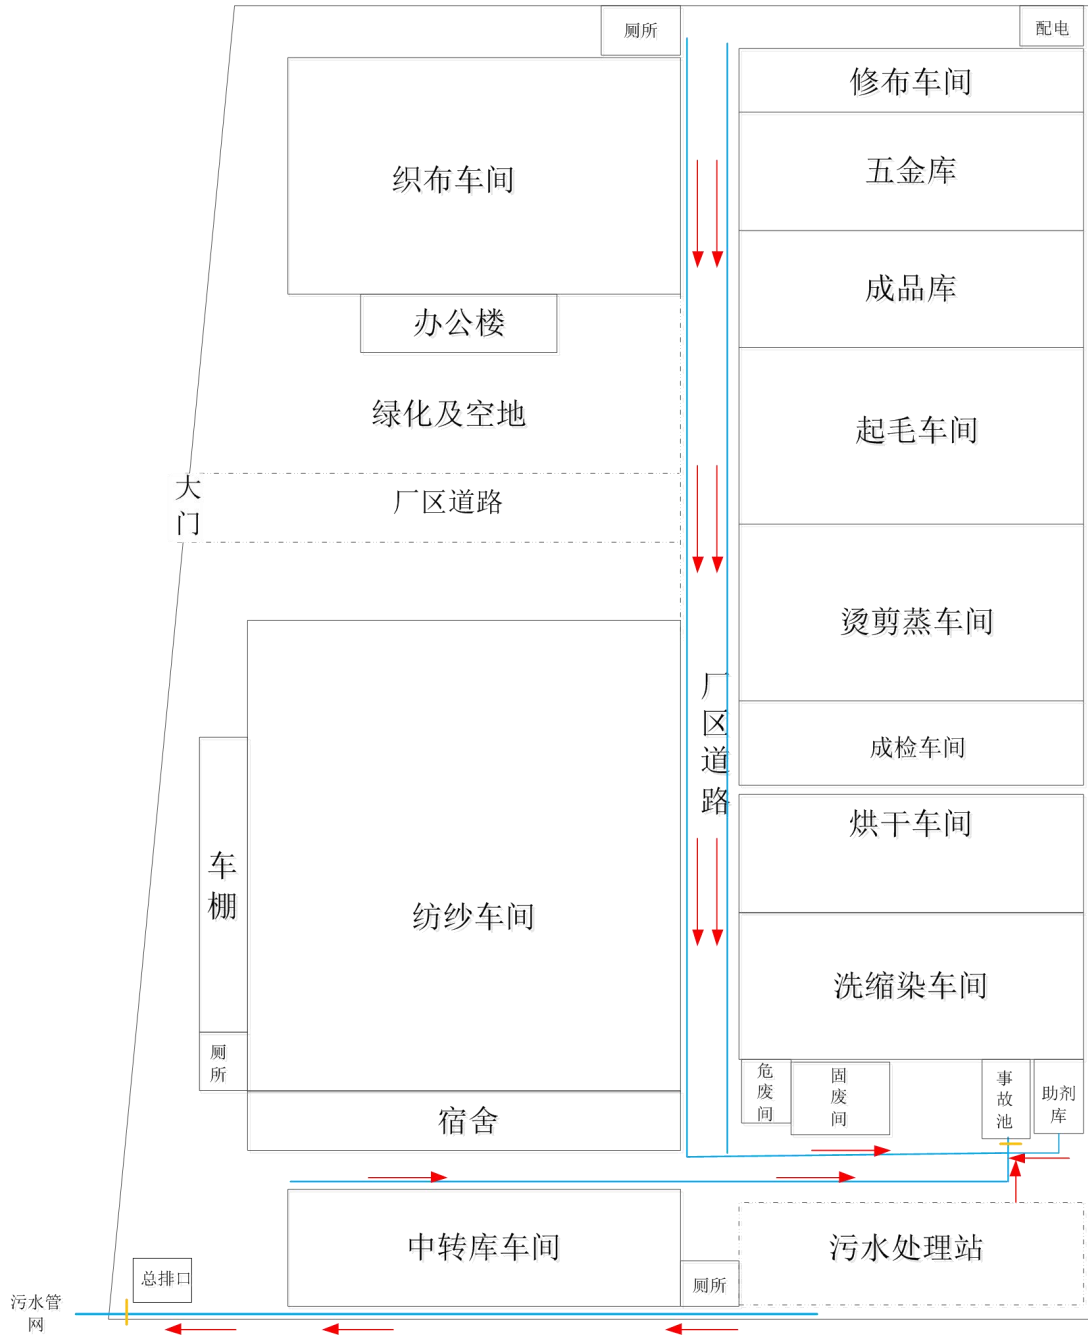 厕所
配电
修布车间
织布车间
五金库
成品库
办公楼
绿化及空地
起毛车间
大门
厂区道路
烫剪蒸车间
厂区道路
成检车间
烘干车间
车棚
纺纱车间
洗缩染车间
厕所
宿舍
危废间
固废间
事故池
助剂
库
中转库车间
污水处理站
总排口
厕所
污水管
网